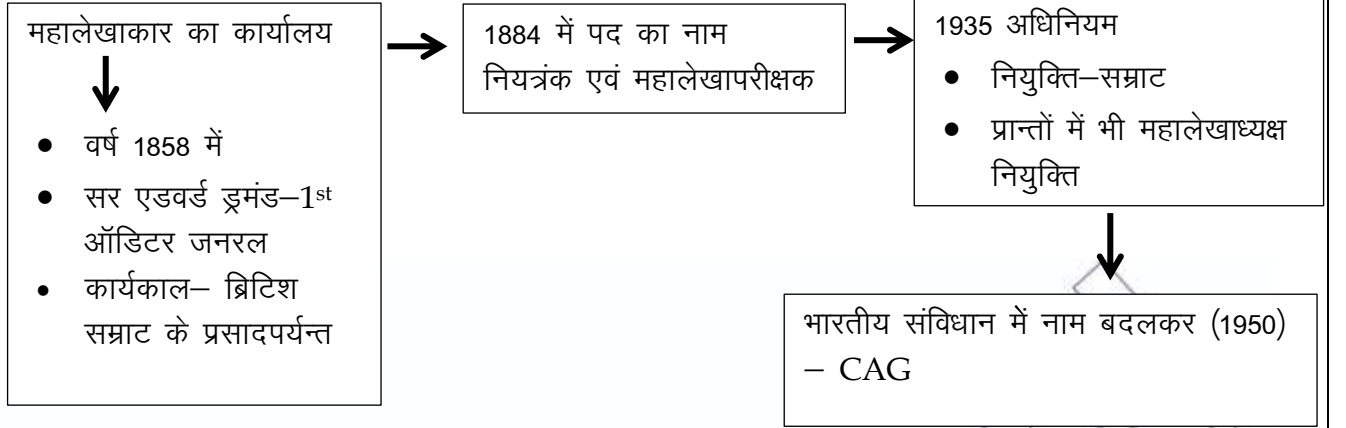 महालेखाकार का कार्यालय
● वर्ष 1858 में
● सर एडवर्ड ड्रमंड–1st
ऑडिटर जनरल
● कार्यकाल– ब्रिटिश
सम्राट के प्रसादपर्यन्त
1884 में पद का नाम
नियत्रंक एवं महालेखापरीक्षक
1935 अधिनियम
● नियुक्ति–सम्राट
● प्रान्तों में भी महालेखाध्यक्ष
नियुक्ति
भारतीय संविधान में नाम बदलकर (1950)
– CAG